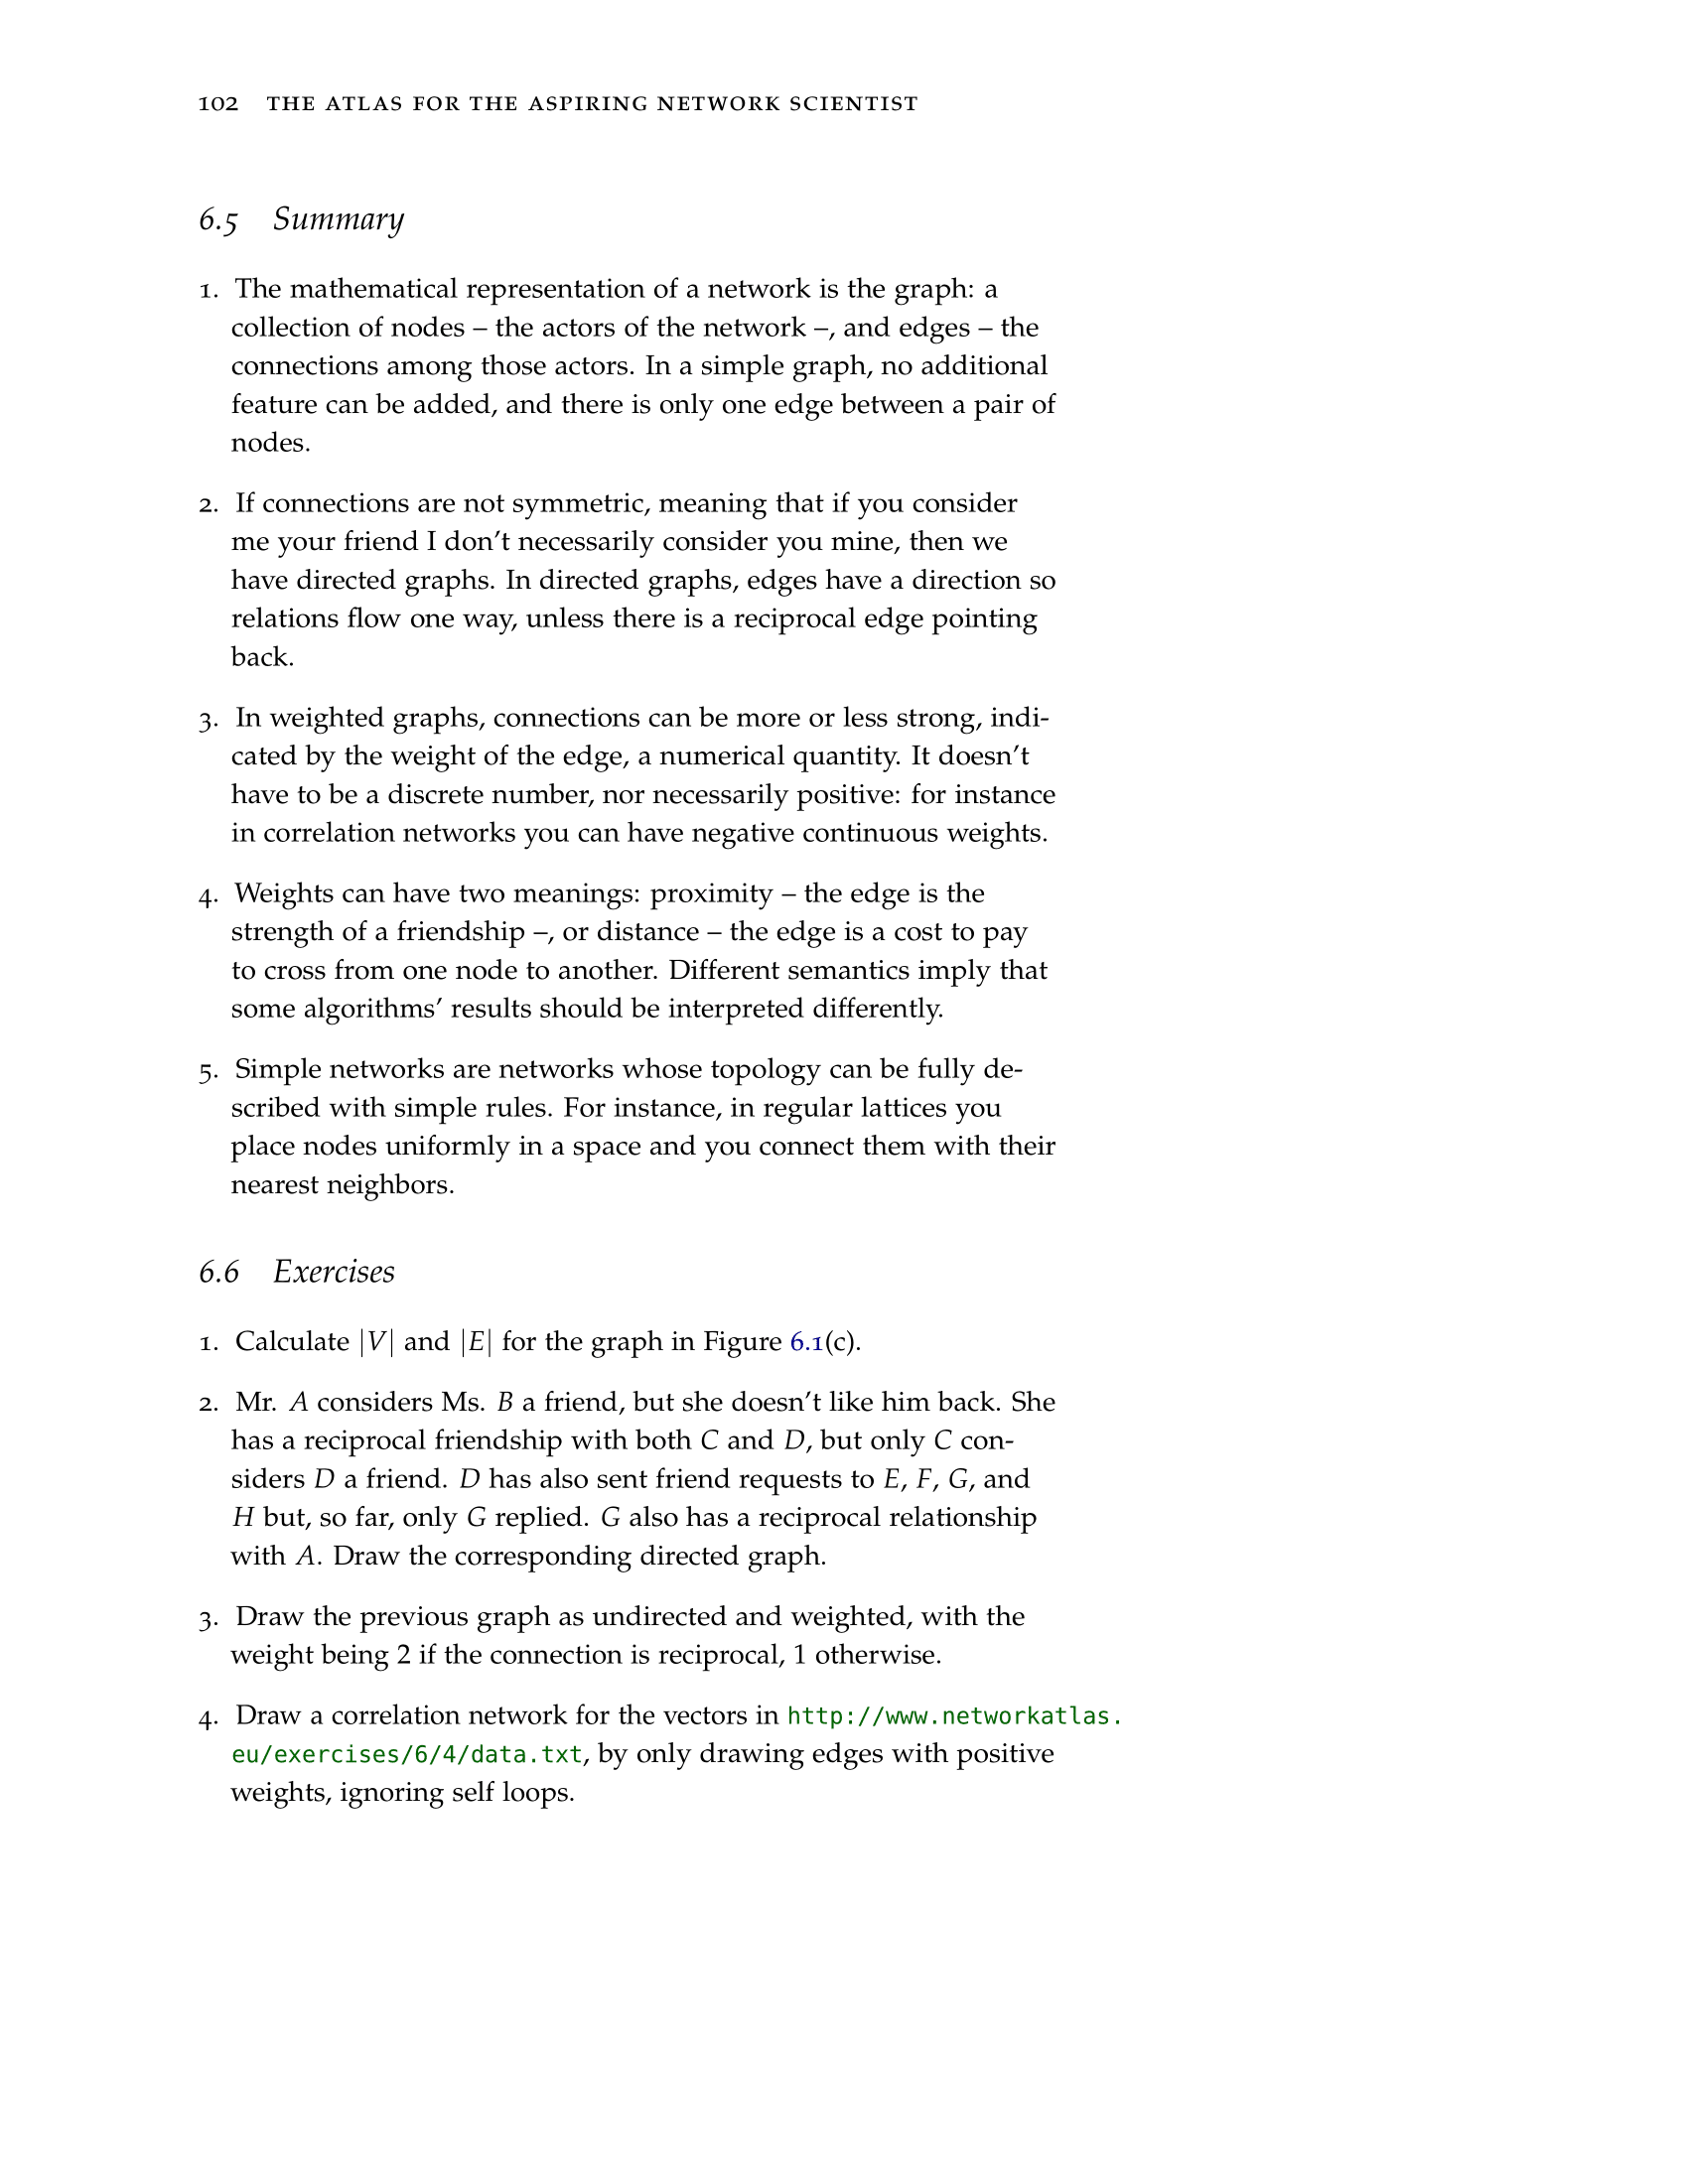 102 THE ATLAS FOR THE ASPIRING NETWORK SCIENTIST
6.5 Summary
1. The mathematical representation of a network is the graph: a
collection of nodes – the actors of the network –, and edges – the
connections among those actors. In a simple graph, no additional
feature can be added, and there is only one edge between a pair of
nodes.
2. If connections are not symmetric, meaning that if you consider
me your friend I don't necessarily consider you mine, then we
have directed graphs. In directed graphs, edges have a direction so
relations flow one way, unless there is a reciprocal edge pointing
back.
3. In weighted graphs, connections can be more or less strong, indi-
cated by the weight of the edge, a numerical quantity. It doesn't
have to be a discrete number, nor necessarily positive: for instance
in correlation networks you can have negative continuous weights.
4. Weights can have two meanings: proximity – the edge is the
strength of a friendship –, or distance – the edge is a cost to pay
to cross from one node to another. Different semantics imply that
some algorithms' results should be interpreted differently.
5. Simple networks are networks whose topology can be fully de-
scribed with simple rules. For instance, in regular lattices you
place nodes uniformly in a space and you connect them with their
nearest neighbors.
6.6 Exercises
1. Calculate |V| and |E| for the graph in Figure 6.1(c).
2. Mr. A considers Ms. B a friend, but she doesn't like him back. She
has a reciprocal friendship with both C and D, but only C con-
siders D a friend. D has also sent friend requests to E, F, G, and
H but, so far, only G replied. G also has a reciprocal relationship
with A. Draw the corresponding directed graph.
3. Draw the previous graph as undirected and weighted, with the
weight being 2 if the connection is reciprocal, 1 otherwise.
4. Draw a correlation network for the vectors in http://www.networkatlas.
eu/exercises/6/4/data.txt, by only drawing edges with positive
weights, ignoring self loops.